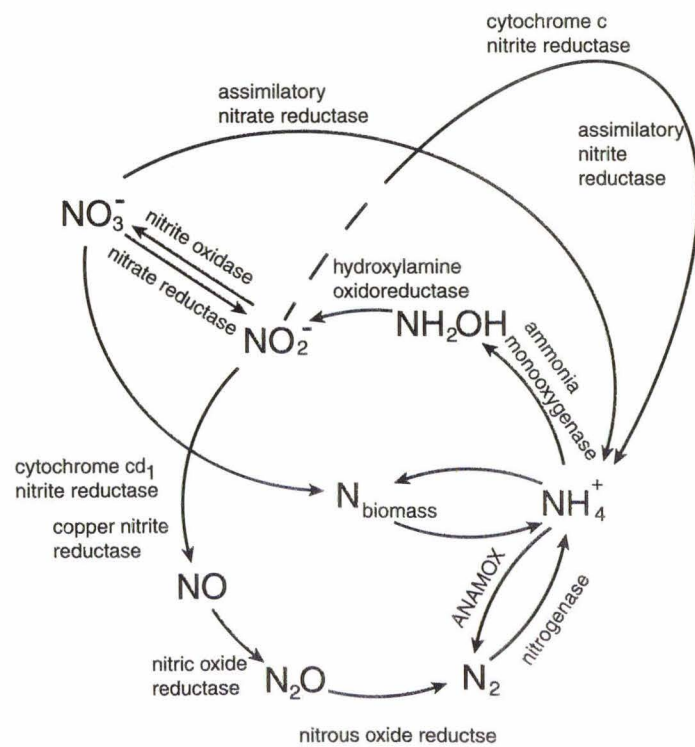 cytochrome c
nitrite reductase
assimilatory
nitrate reductase
assimilatory
nitrite
reductase
NO₃⁻
nitrite oxidase
nitrate reductase
hydroxylamine
oxidoreductase
NO₂⁻
NH₂OH
ammonia
monooxygenase
cytochrome cd₁
nitrite reductase
copper nitrite
reductase
N biomass
NH₄⁺
NO
ANAMOX
nitrogenase
nitric oxide
reductase
N₂O
N₂
nitrous oxide reductse